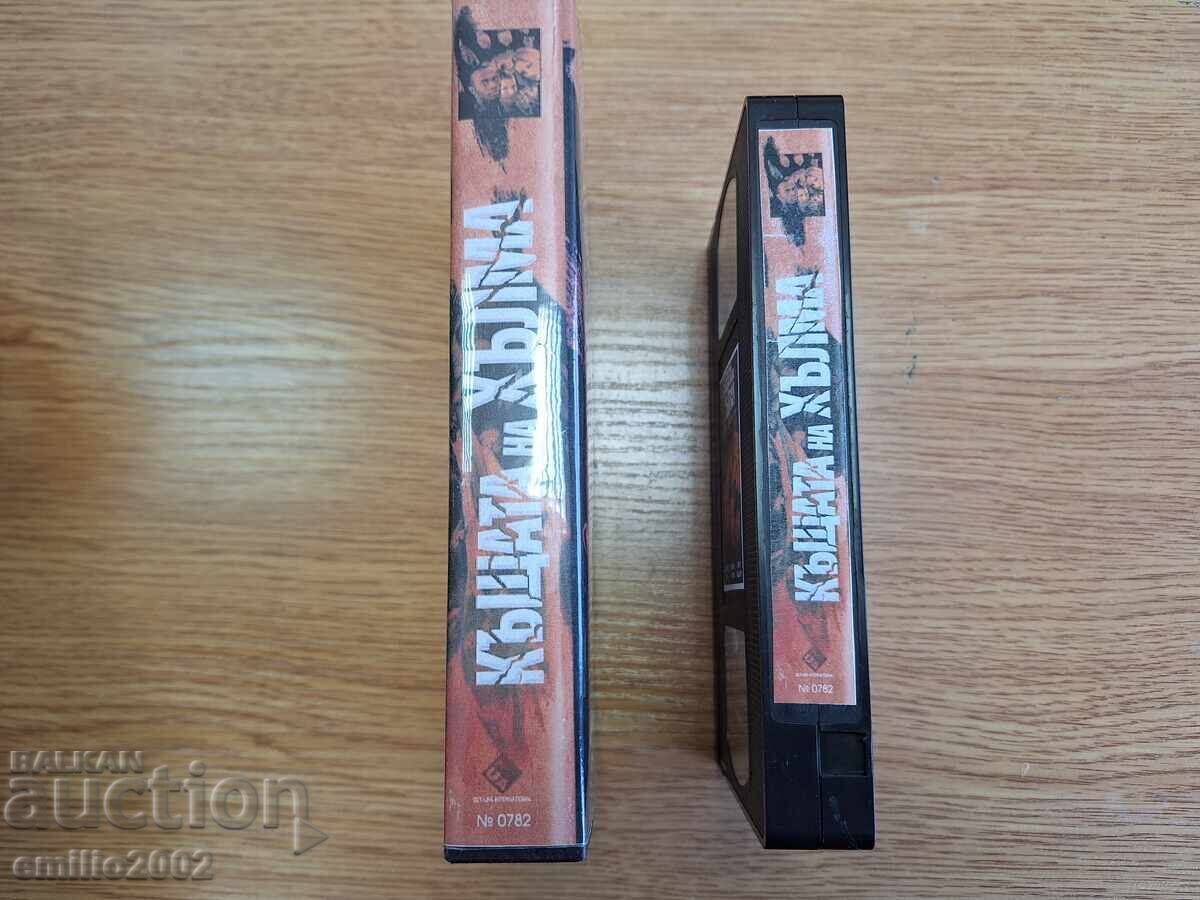 КЪЩАТА НА ХЪЛМА
№ 0782
КЪЩАТА НА ХЪЛМА
№ 0782
BALKAN
auction
emilio2002